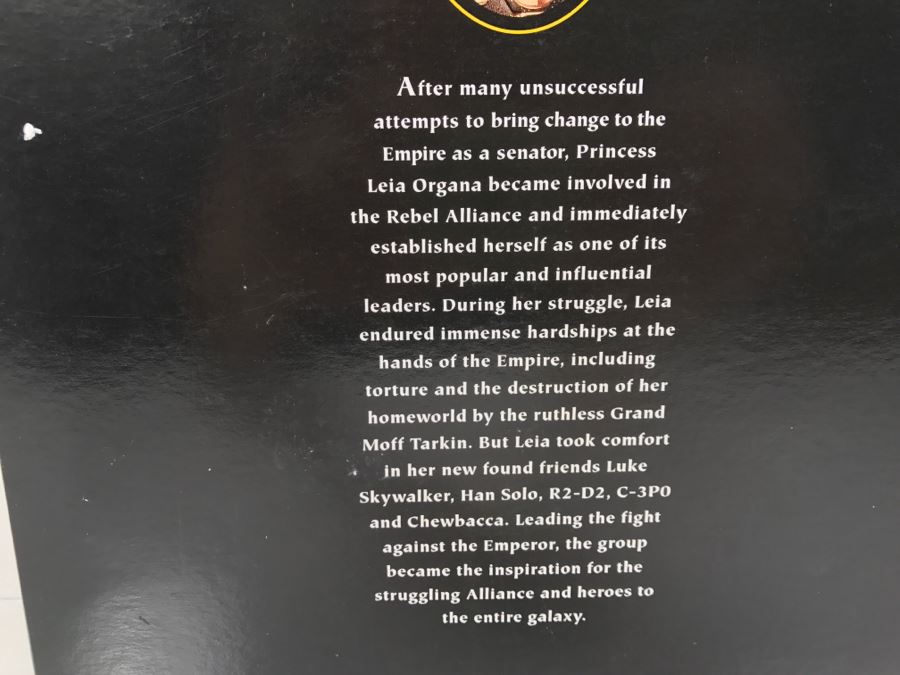 After many unsuccessful
attempts to bring change to the
Empire as a senator, Princess
Leia Organa became involved in
the Rebel Alliance and immediately
established herself as one of its
most popular and influential
leaders. During her struggle, Leia
endured immense hardships at the
hands of the Empire, including
torture and the destruction of her
homeworld by the ruthless Grand
Moff Tarkin. But Leia took comfort
in her new found friends Luke
Skywalker, Han Solo, R2-D2, C-3P0
and Chewbacca. Leading the fight
against the Emperor, the group
became the inspiration for the
struggling Alliance and heroes to
the entire galaxy.